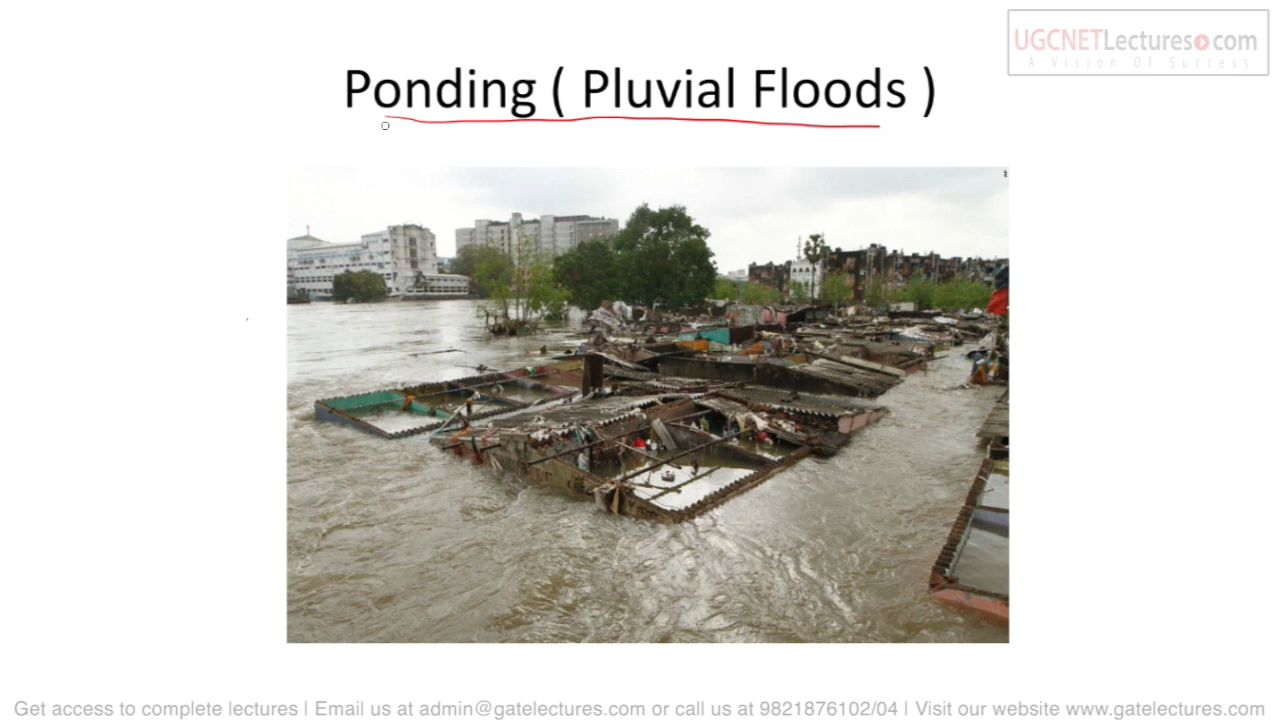 UGCNETLectures.com
A Vision Of Success
Ponding ( Pluvial Floods )
Get access to complete lectures | Email us at admin@gatelectures.com or call us at 9821876102/04 | Visit our website www.gatelectures.com